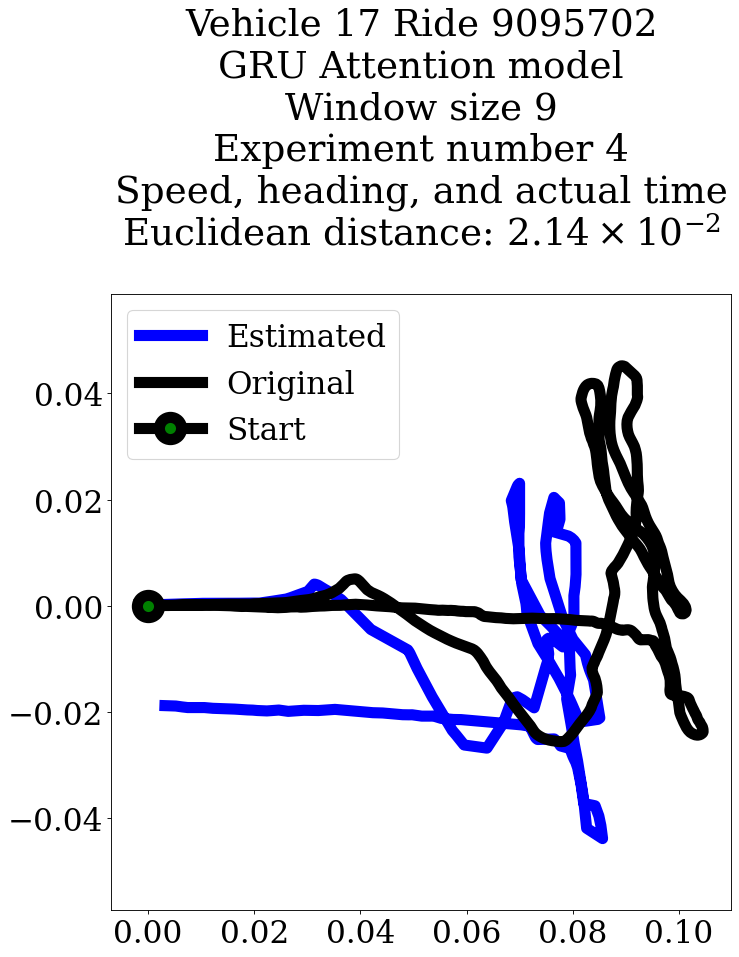 Vehicle 17 Ride 9095702
GRU Attention model
Window size 9
Experiment number 4
Speed, heading, and actual time
Euclidean distance: 2.14 × 10⁻²
Estimated
Original
Start
0.04
0.02
0.00
−0.02
−0.04
0.00 0.02 0.04 0.06 0.08 0.10